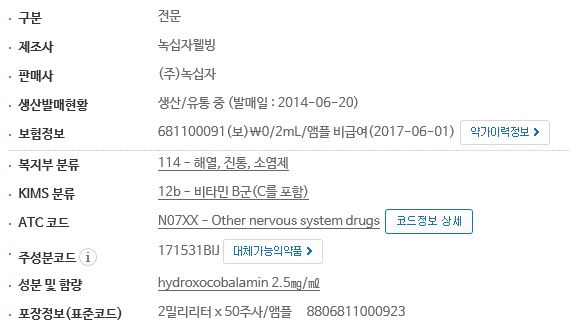 구분 전문
제조사 녹십자웰빙
판매사 (주)녹십자
생산발매현황 생산/유통 중 (발매일 : 2014-06-20)
보험정보 681100091(보)₩0/2mL/앰플 비급여(2017-06-01) 약가이력정보
복지부 분류 114 - 해열, 진통, 소염제
KIMS 분류 12b - 비타민 B군(C를 포함)
ATC 코드 N07XX - Other nervous system drugs 코드정보 상세
주성분코드 i 171531BIJ 대체가능의약품
성분 및 함량 hydroxocobalamin 2.5㎎/㎖
포장정보(표준코드) 2밀리리터 x 50주사/앰플 8806811000923